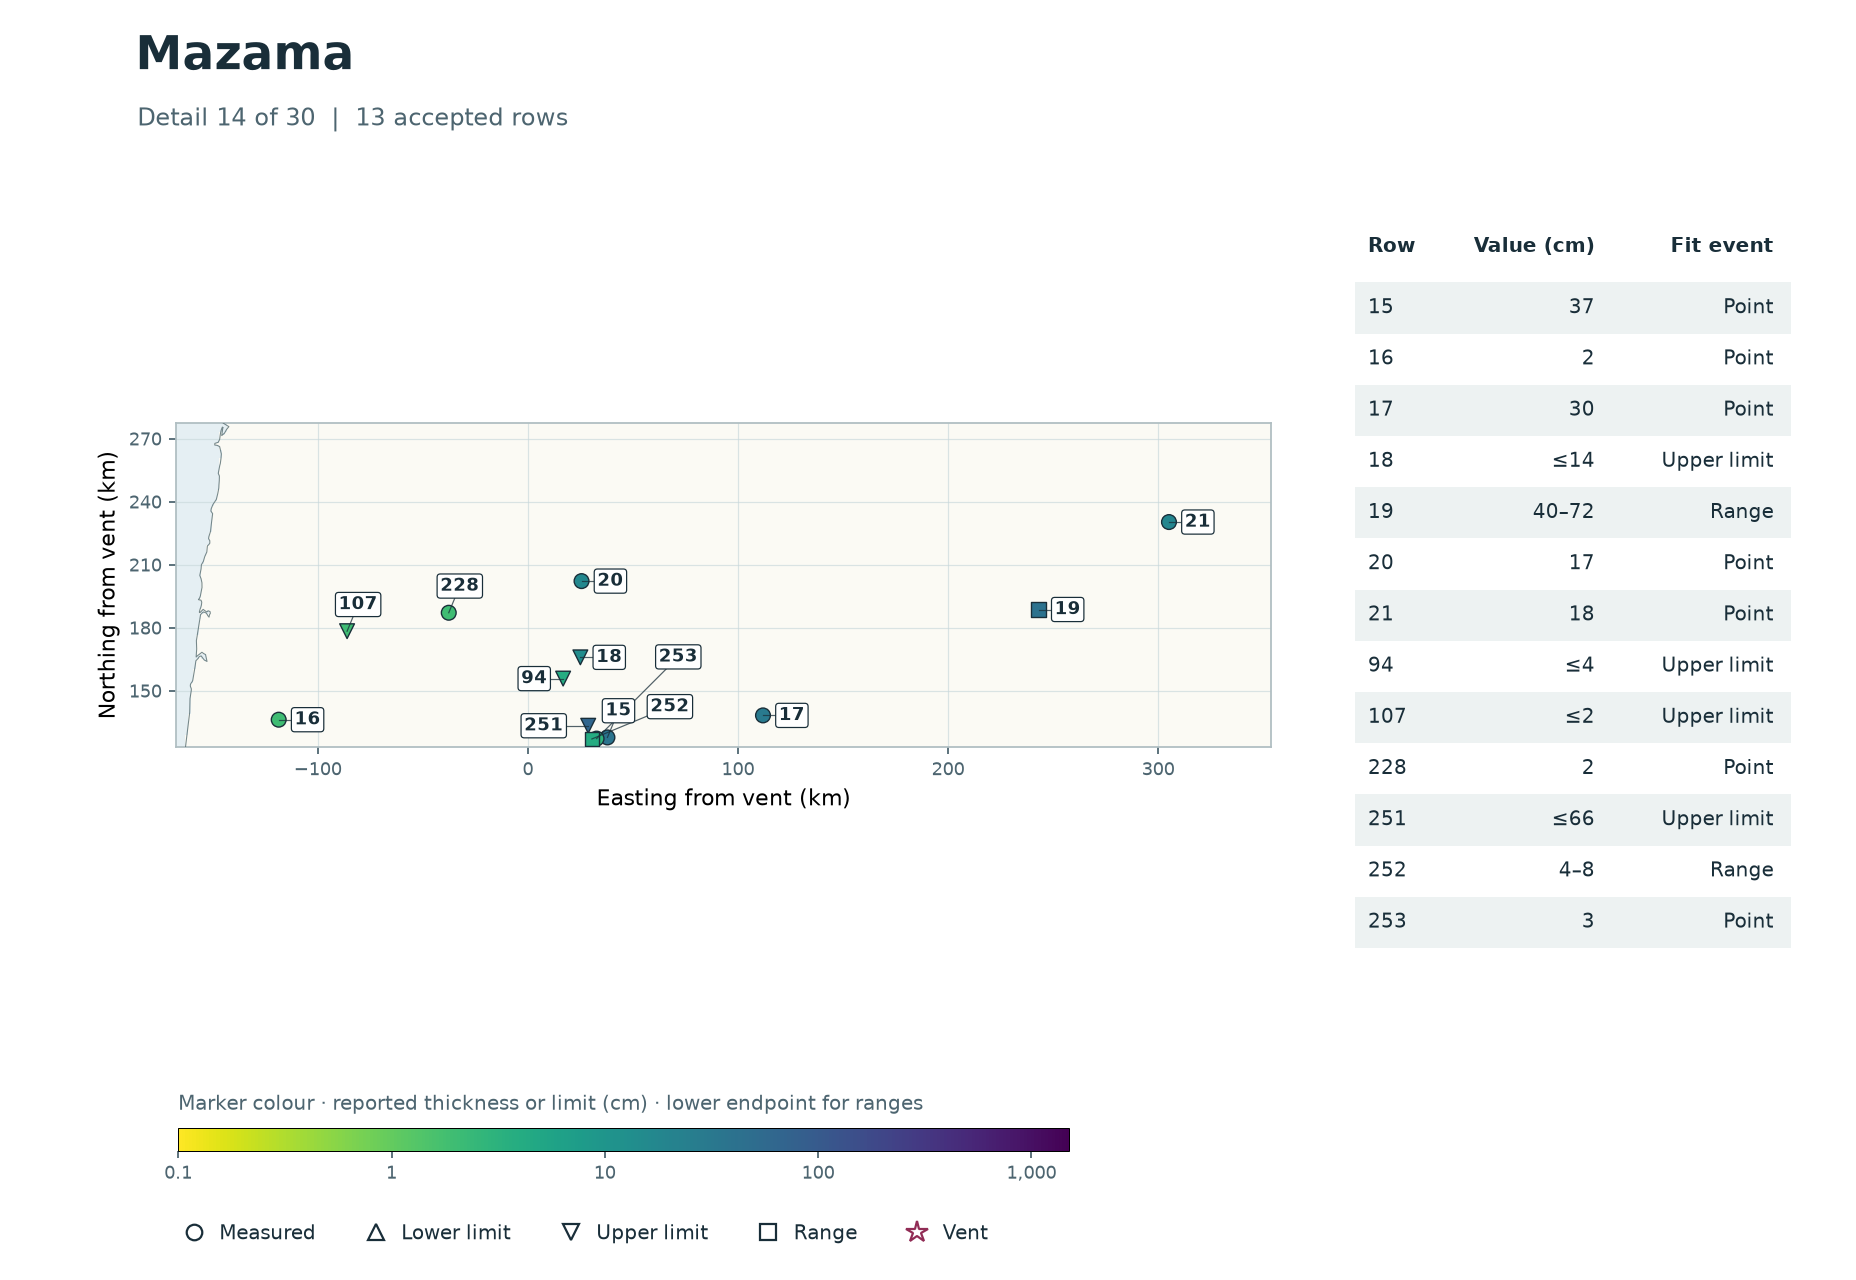 Mazama
Detail 14 of 30 | 13 accepted rows
Northing from vent (km)
270
240
210
180
150
21
20
228
19
107
18
253
94
252
15
17
16
251
−100
0
100
200
300
Easting from vent (km)
Row Value (cm) Fit event
15 37 Point
16 2 Point
17 30 Point
18 ≤14 Upper limit
19 40–72 Range
20 17 Point
21 18 Point
94 ≤4 Upper limit
107 ≤2 Upper limit
228 2 Point
251 ≤66 Upper limit
252 4–8 Range
253 3 Point
Marker colour · reported thickness or limit (cm) · lower endpoint for ranges
0.1 1 10 100 1,000
Measured Lower limit Upper limit Range Vent